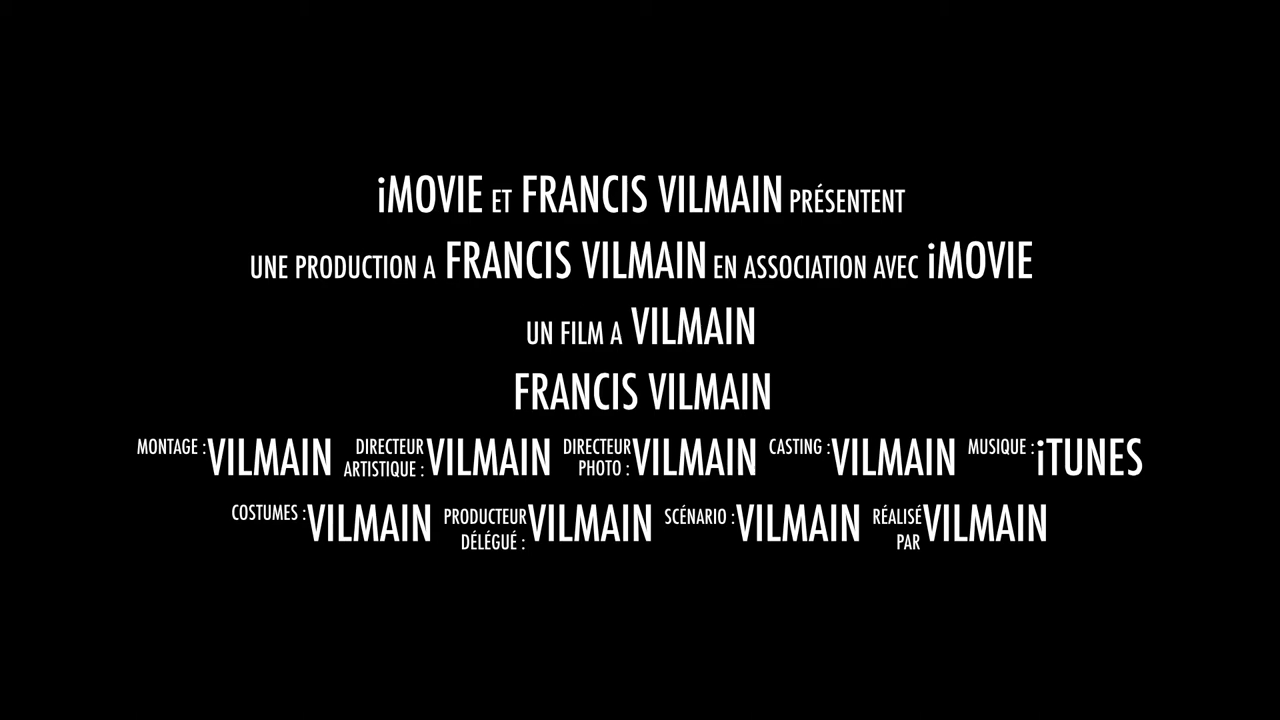 iMOVIE ET FRANCIS VILMAIN PRÉSENTENT
UNE PRODUCTION A FRANCIS VILMAIN EN ASSOCIATION AVEC iMOVIE
UN FILM A VILMAIN
FRANCIS VILMAIN
MONTAGE : VILMAIN DIRECTEUR ARTISTIQUE : VILMAIN DIRECTEUR PHOTO : VILMAIN CASTING : VILMAIN MUSIQUE : iTUNES
COSTUMES : VILMAIN PRODUCTEUR DÉLÉGUÉ : VILMAIN SCÉNARIO : VILMAIN RÉALISÉ PAR VILMAIN